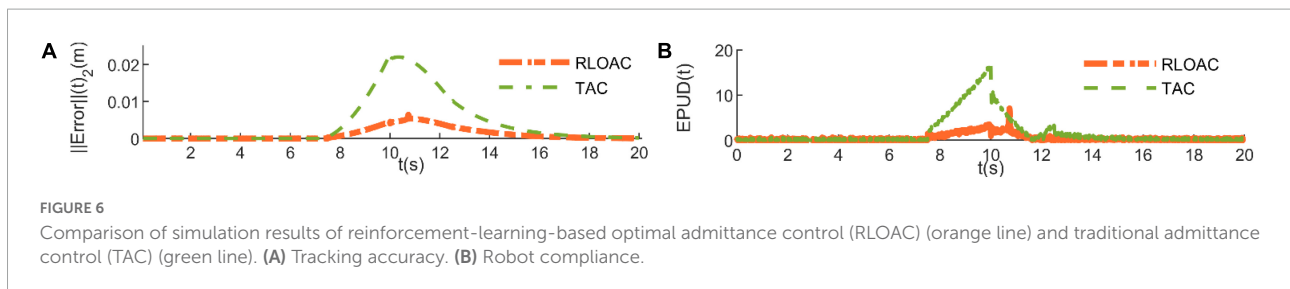 A
||Error||(t)₂(m)
0.02
0.01
0
RLOAC
TAC
2 4 6 8 10 12 14 16 18 20
t(s)
B
EPUD(t)
20
10
0
RLOAC
TAC
0 2 4 6 8 10 12 14 16 18 20
t(s)
FIGURE 6
Comparison of simulation results of reinforcement-learning-based optimal admittance control (RLOAC) (orange line) and traditional admittance
control (TAC) (green line). (A) Tracking accuracy. (B) Robot compliance.